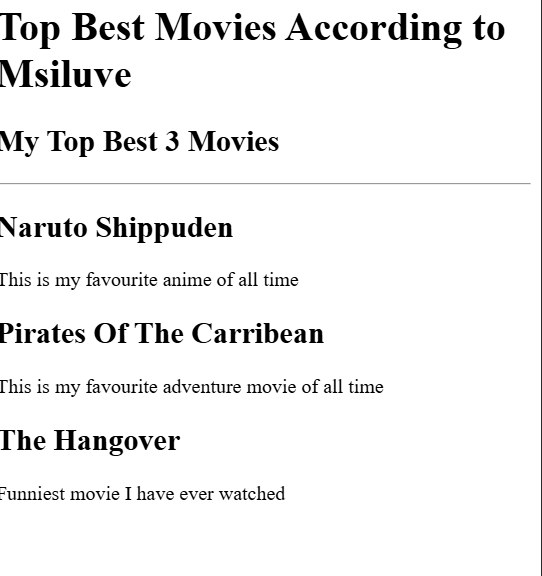 Top Best Movies According to
Msiluve
My Top Best 3 Movies
Naruto Shippuden
This is my favourite anime of all time
Pirates Of The Carribean
This is my favourite adventure movie of all time
The Hangover
Funniest movie I have ever watched